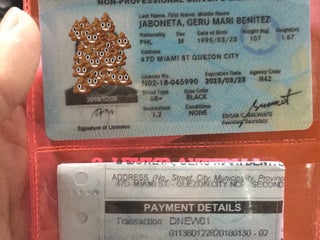 NON-PROFESSIONAL DRIVER'S
Last Name, First Name, Middle Name
JABONETA, GERU MARI BENITEZ
Nationality Sex Date of Birth Weight (kg) Height
PHL M 1995/03/23 107 1.67
Address
47D MIAMI ST QUEZON CITY
License No. Expiration Date Agency Code
N02-18-045990 2023/03/23 N42
Blood Type Eyes Color
AB+ BLACK
Restrictions Conditions
1,2 NONE
Signature of Licensee
EDGAR C. GALVANTE
Assistant Secretary
ADDRESS (No., Street, City, Municipality, Province
47D MIAMI ST - QUEZON CITY NCR SECOND
PAYMENT DETAILS
Transaction: DNEW01